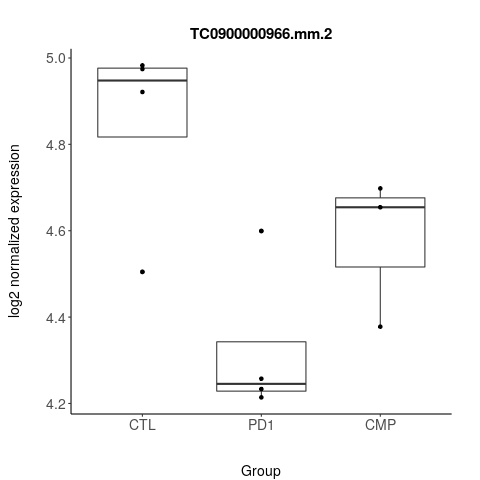 TC0900000966.mm.2
log2 normalized expression
5.0
4.8
4.6
4.4
4.2
CTL PD1 CMP
Group